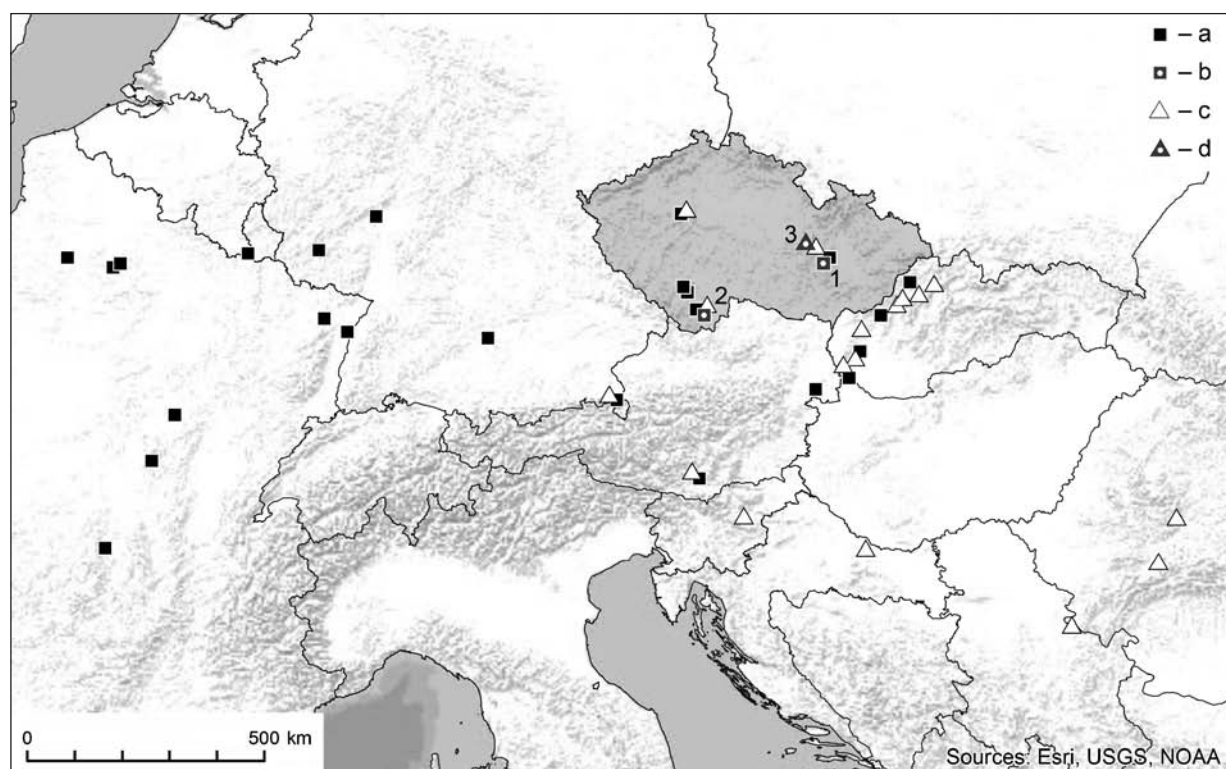 – a
– b
– c
– d
3
1
2
0 500 km
Sources: Esri, USGS, NOAA